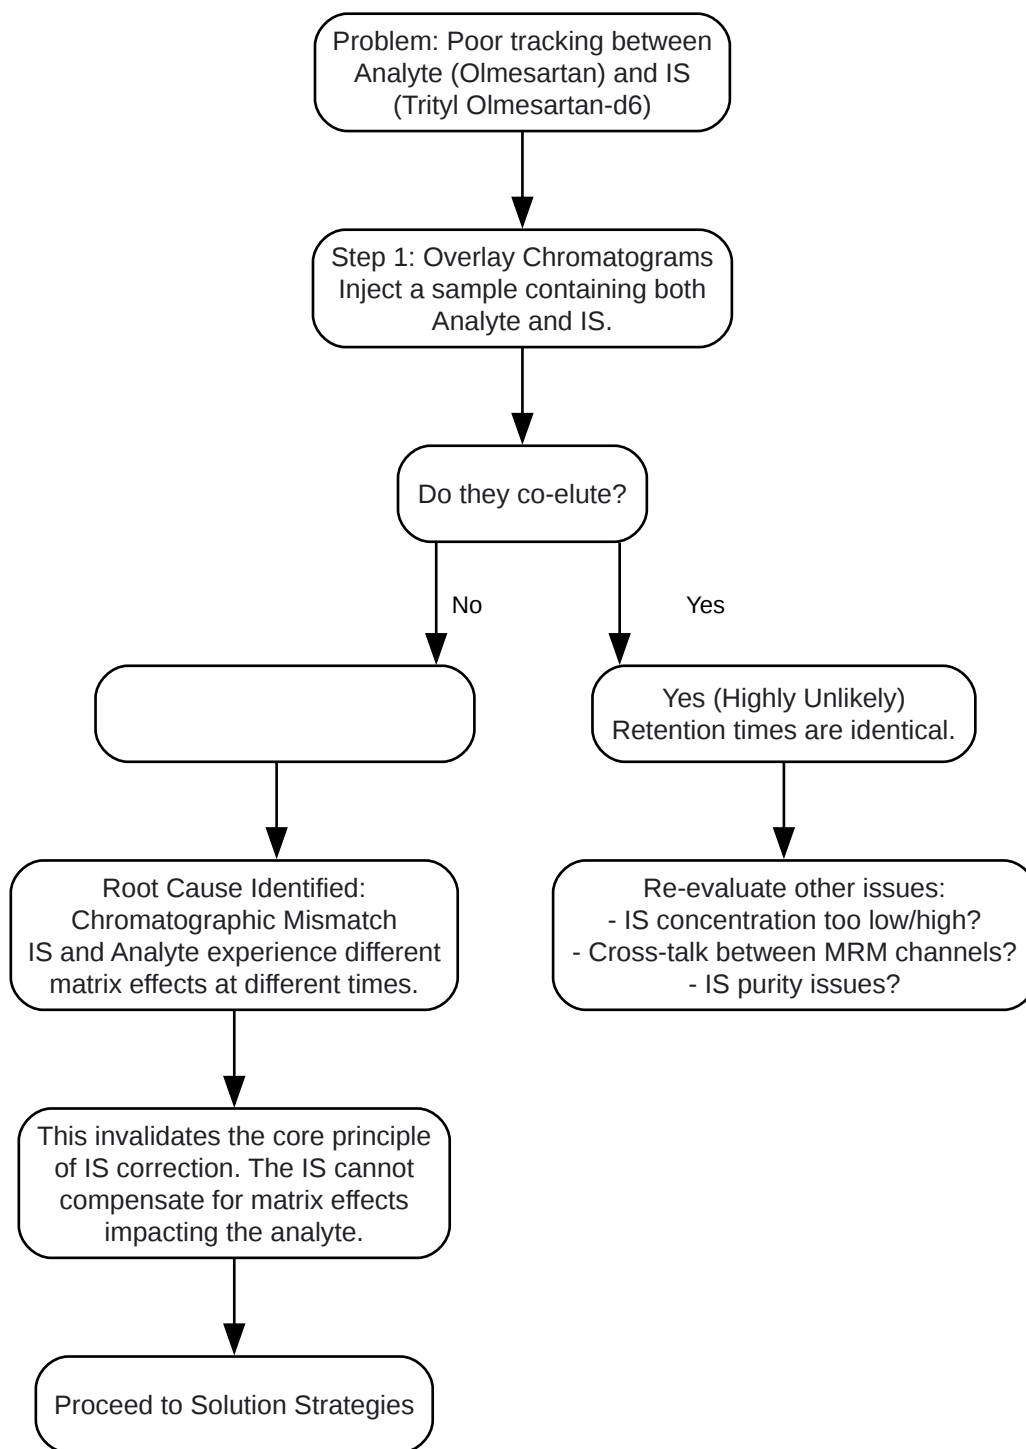 Problem: Poor tracking between
Analyte (Olmesartan) and IS
(Trityl Olmesartan-d6)
Step 1: Overlay Chromatograms
Inject a sample containing both
Analyte and IS.
Do they co-elute?
No
Yes
Yes (Highly Unlikely)
Retention times are identical.
Root Cause Identified:
Chromatographic Mismatch
IS and Analyte experience different
matrix effects at different times.
Re-evaluate other issues:
- IS concentration too low/high?
- Cross-talk between MRM channels?
- IS purity issues?
This invalidates the core principle
of IS correction. The IS cannot
compensate for matrix effects
impacting the analyte.
Proceed to Solution Strategies